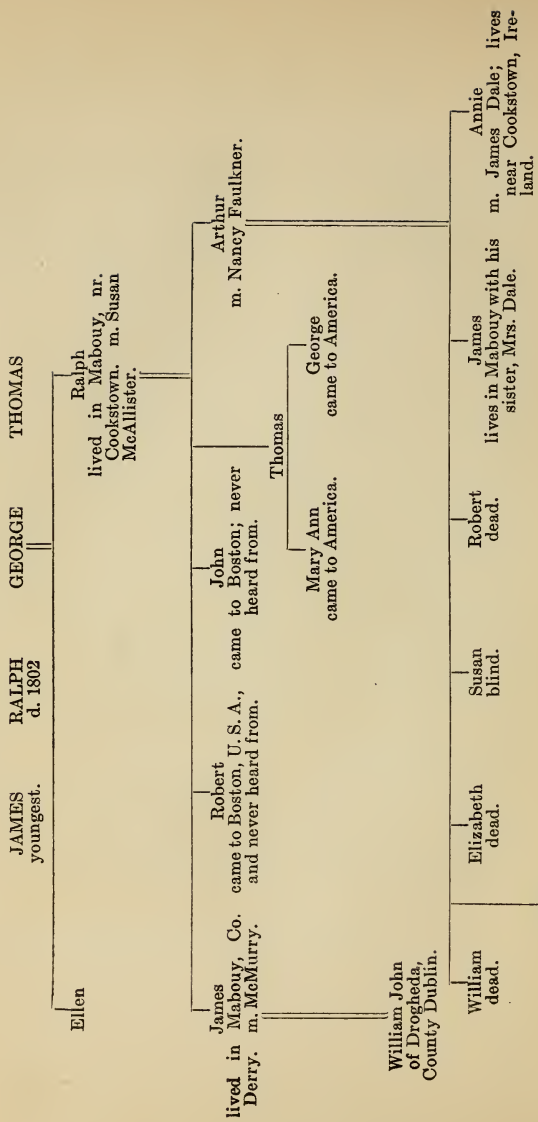 JAMES
youngest.
RALPH
d. 1802
GEORGE
THOMAS
Ellen
Ralph
lived in Mabouy, nr.
Cookstown. m. Susan
McAllister.
James
lived in Mabouy, Co.
Derry. m. McMurry.
Robert
came to Boston, U. S. A.,
and never heard from.
John
came to Boston; never
heard from.
Arthur
m. Nancy Faulkner.
Thomas
Mary Ann
came to America.
George
came to America.
William John
of Drogheda,
County Dublin.
William
dead.
Elizabeth
dead.
Susan
blind.
Robert
dead.
James
lives in Mabouy with his
sister, Mrs. Dale.
Annie
m. James Dale; lives
near Cookstown, Ire-
land.